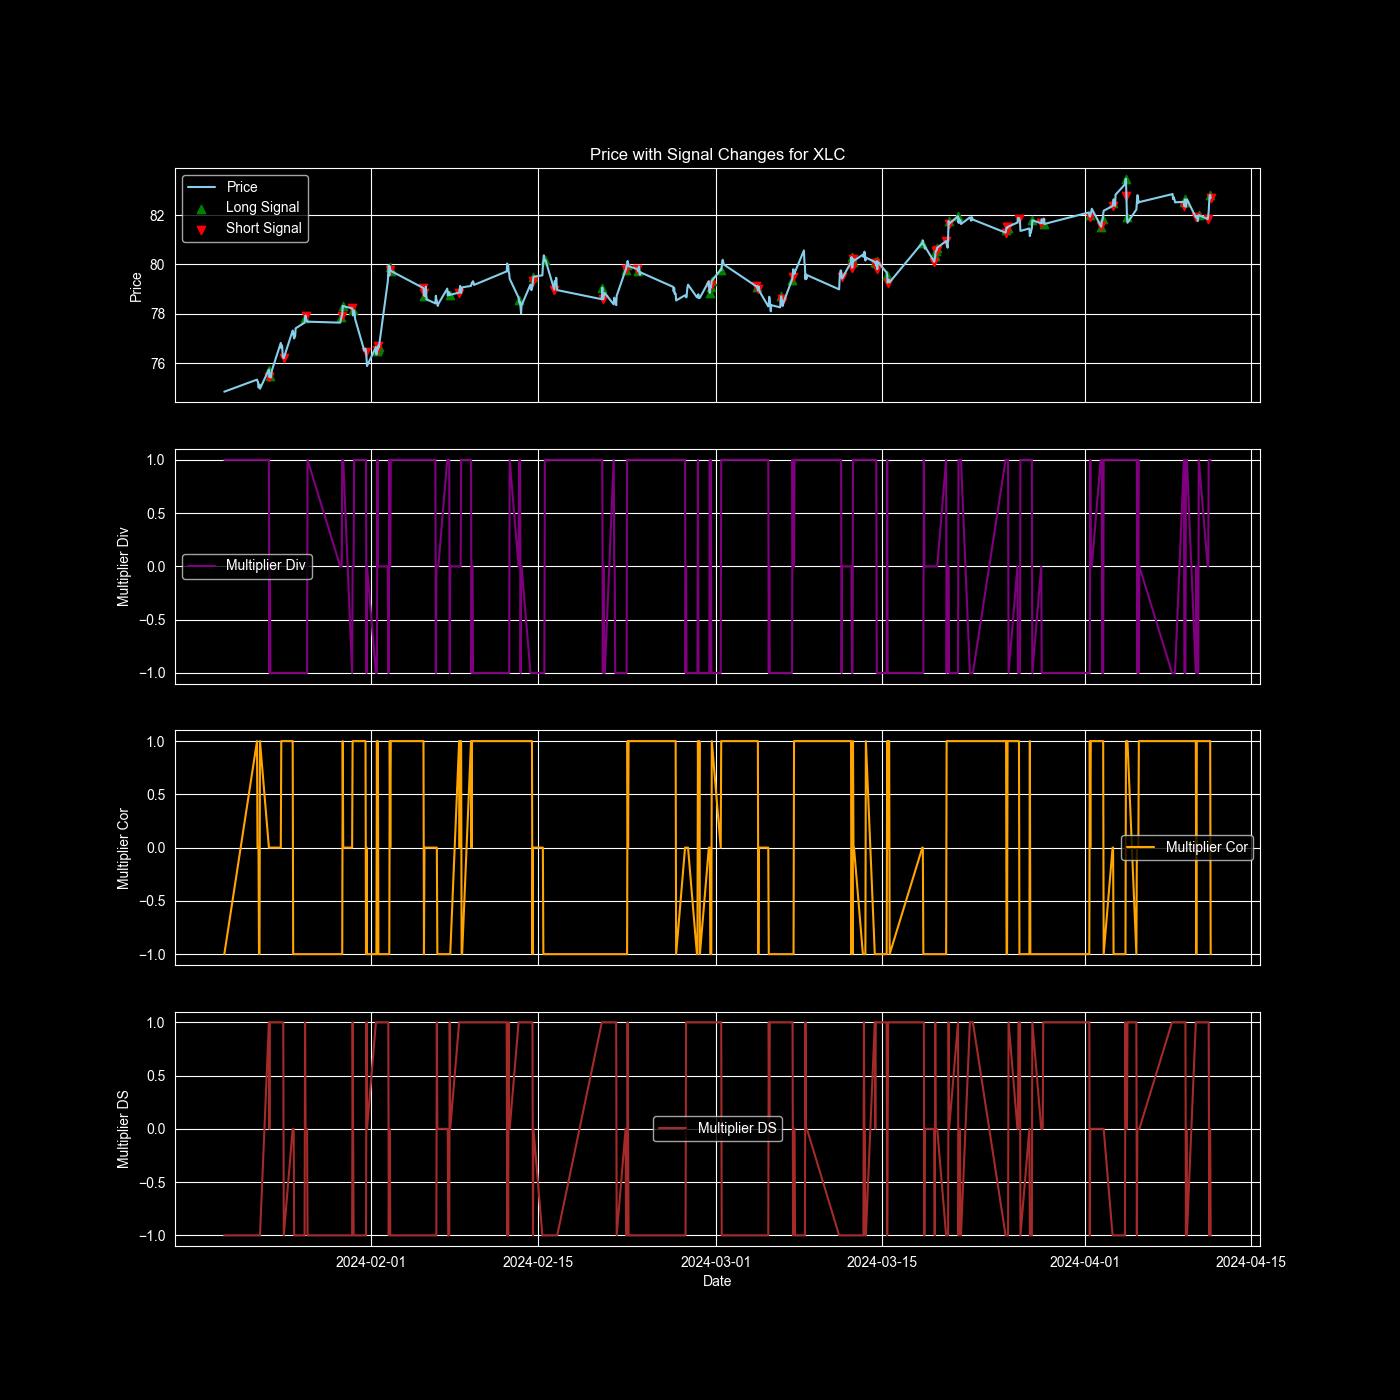 Price with Signal Changes for XLC
Price
Long Signal
Short Signal
82
80
78
76
Price
1.0
0.5
0.0
−0.5
−1.0
Multiplier Div
Multiplier Div
1.0
0.5
0.0
−0.5
−1.0
Multiplier Cor
Multiplier Cor
1.0
0.5
0.0
−0.5
−1.0
Multiplier DS
Multiplier DS
2024-02-01 2024-02-15 2024-03-01 2024-03-15 2024-04-01 2024-04-15
Date